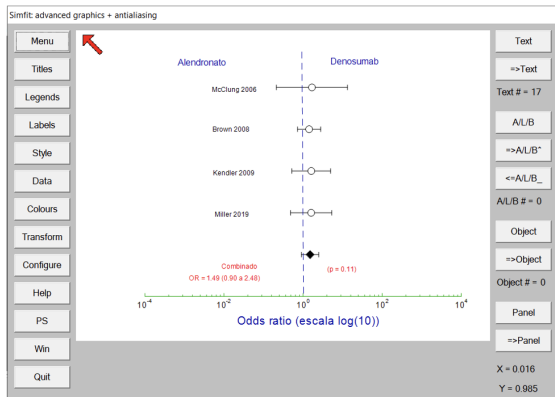 Simfit: advanced graphics + antialiasing
Menu
Titles
Legends
Labels
Style
Data
Colours
Transform
Configure
Help
PS
Win
Quit
Alendronato Denosumab
McClung 2006
Brown 2008
Kendler 2009
Miller 2019
Combinado (p = 0.11)
OR = 1.49 (0.90 a 2.48)
10^-4 10^-2 10^0 10^2 10^4
Odds ratio (escala log(10))
Text
=>Text
Text # = 17
A/L/B
=>A/L/B^
<=A/L/B_
A/L/B # = 0
Object
=>Object
Object # = 0
Panel
=>Panel
X = 0.016
Y = 0.985